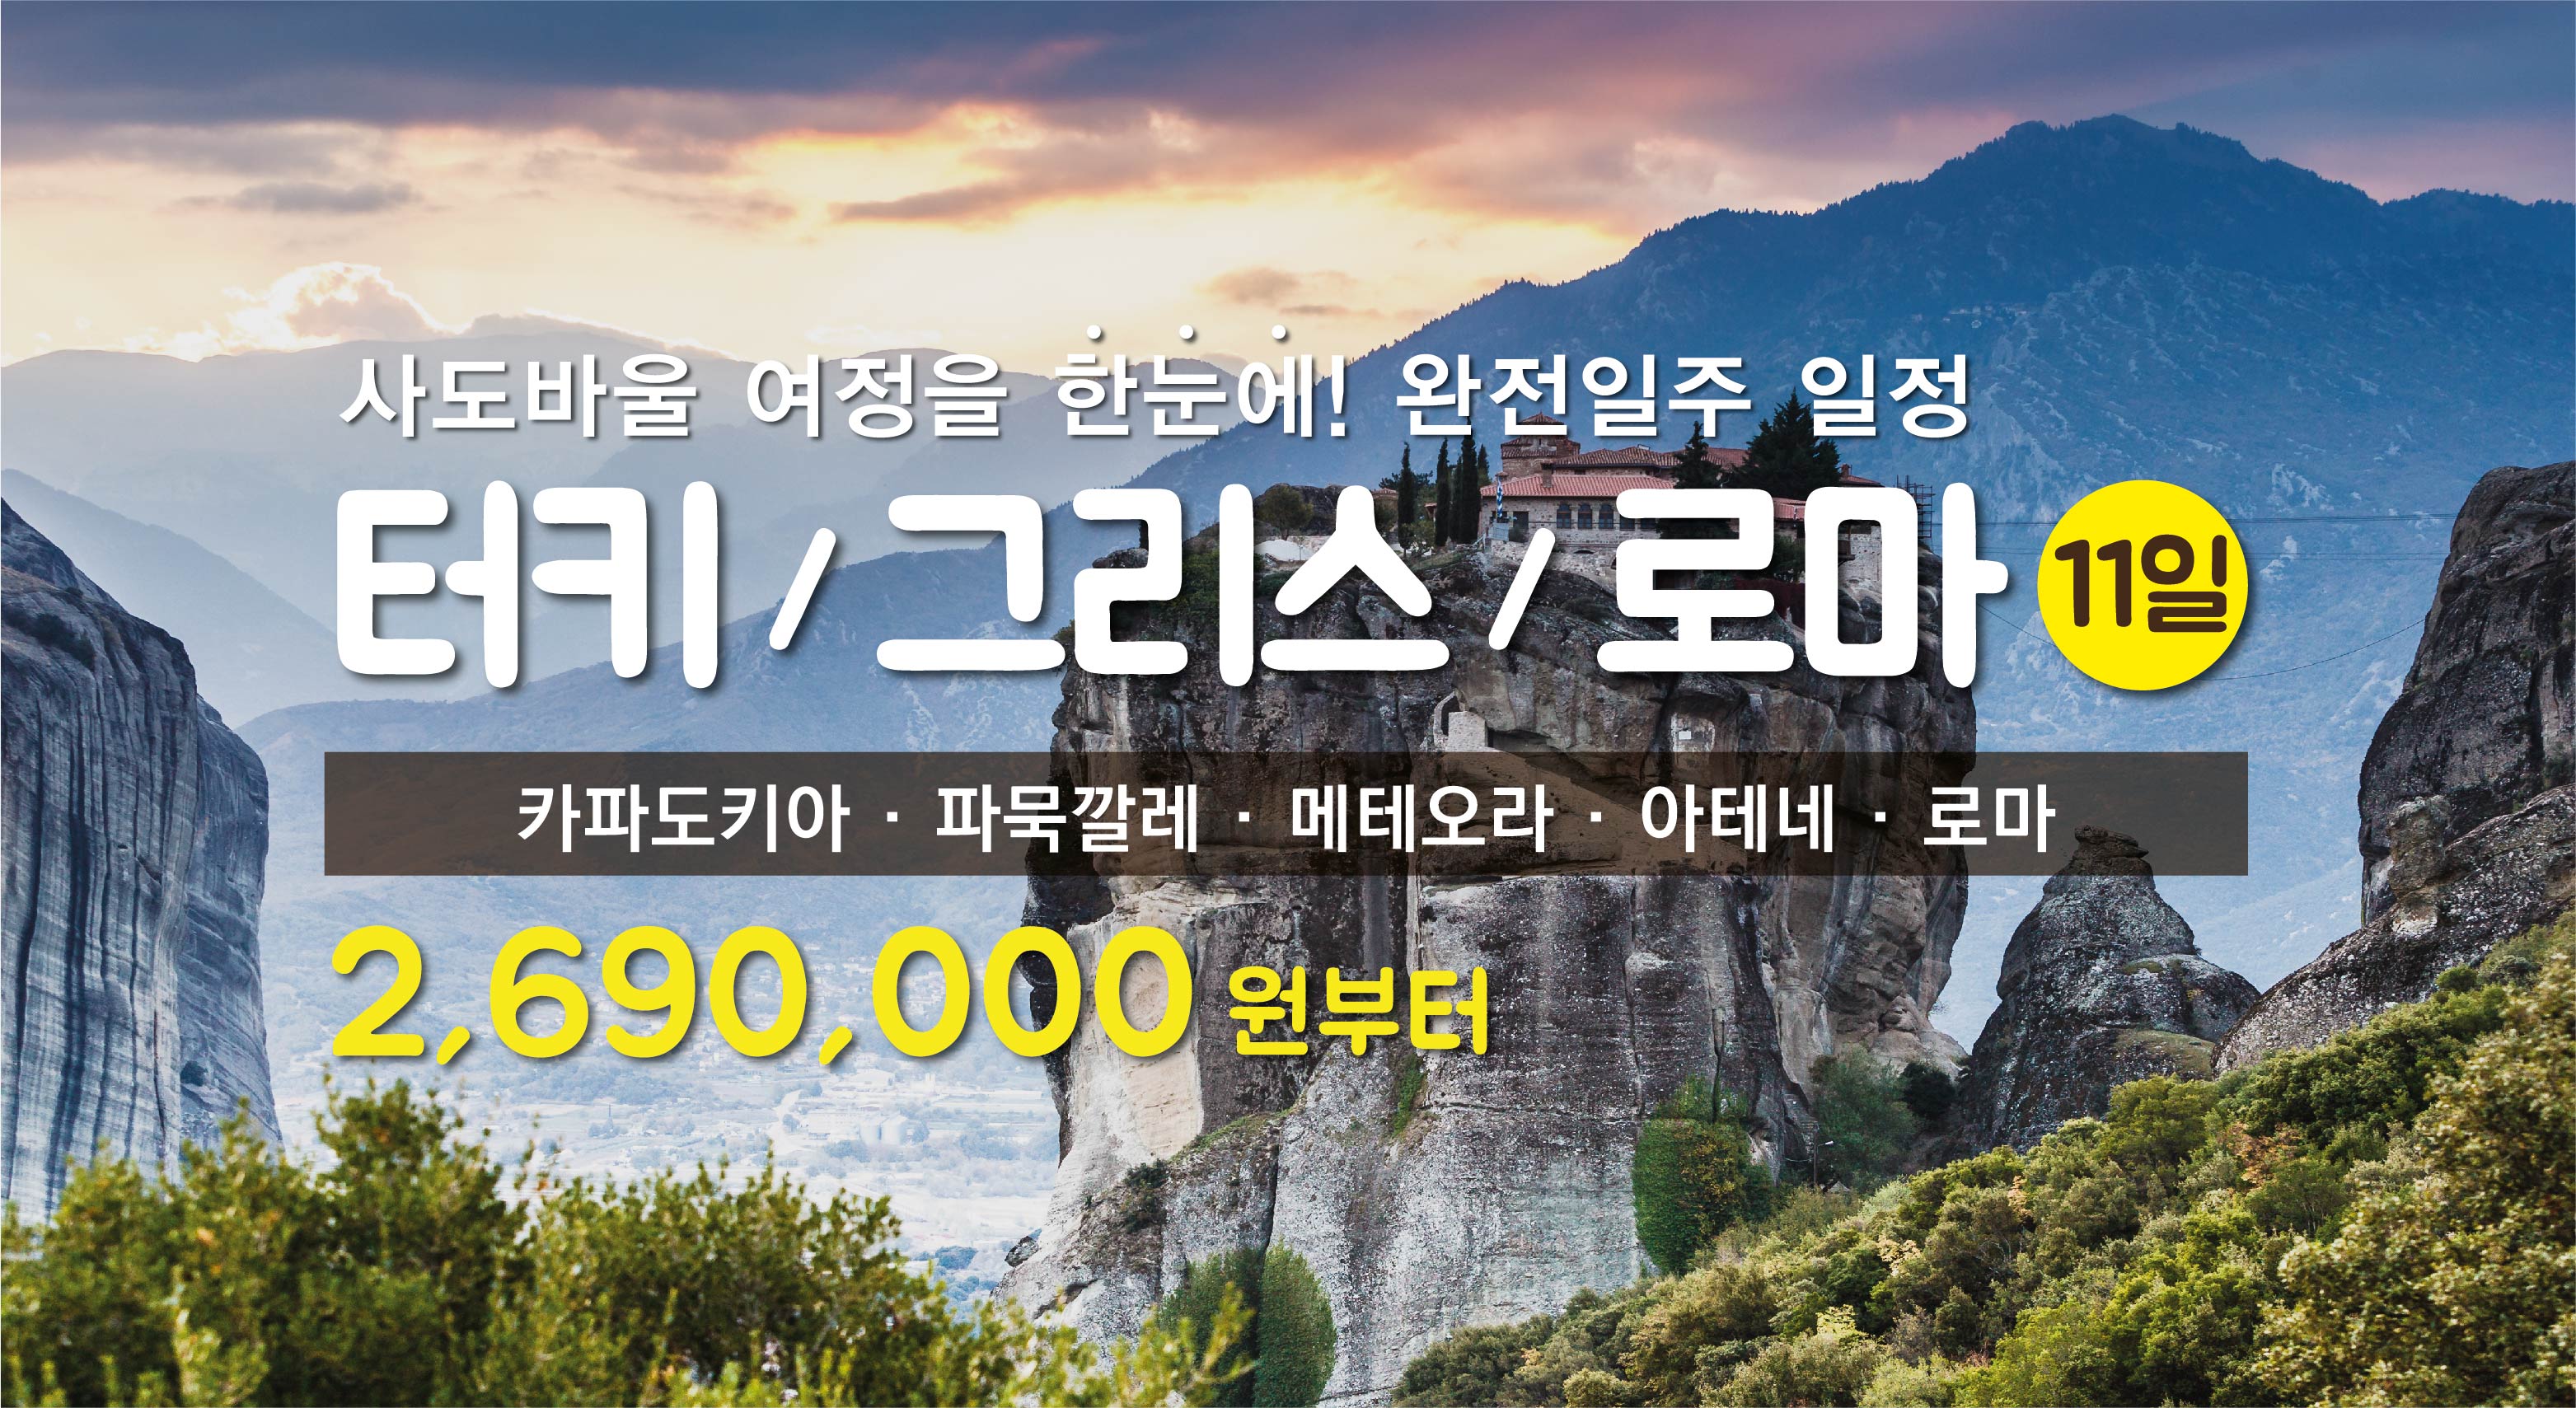 사도바울 여정을 한눈에! 완전일주 일정
터키 / 그리스 / 로마 11일
카파도키아 · 파묵깔레 · 메테오라 · 아테네 · 로마
2,690,000 원부터